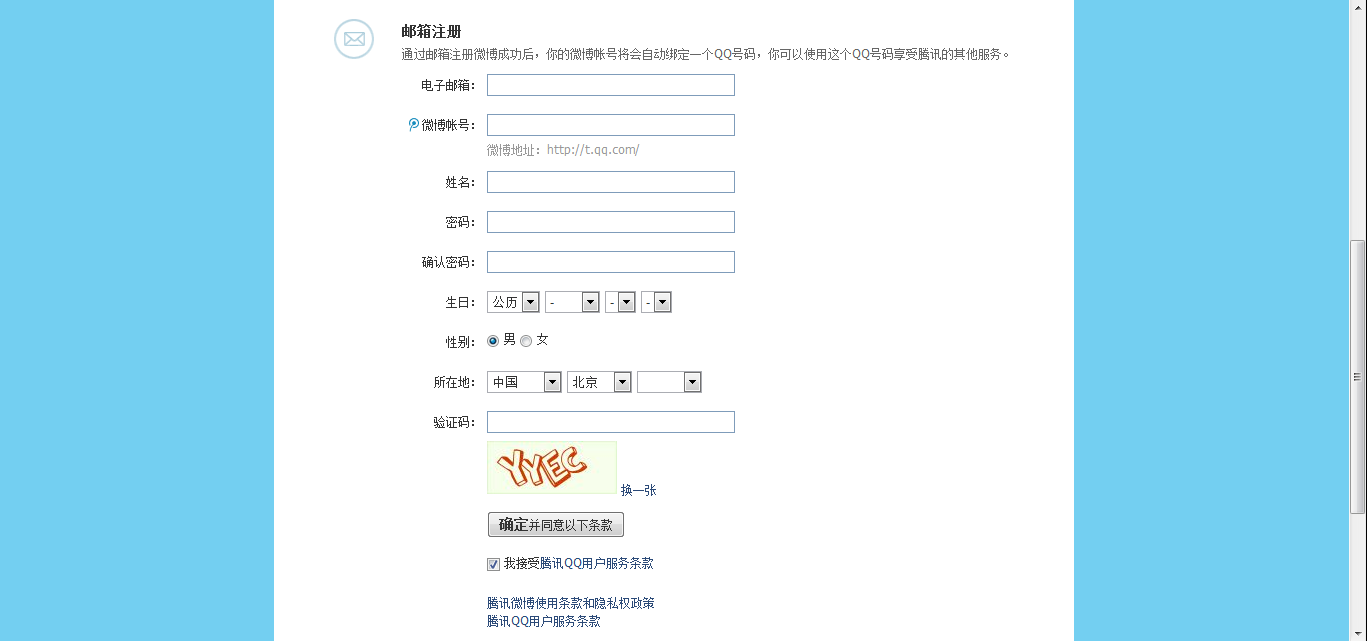 邮箱注册
通过邮箱注册微博成功后，你的微博帐号将会自动绑定一个QQ号码，你可以使用这个QQ号码享受腾讯的其他服务。
电子邮箱：
微博帐号：
微博地址：http://t.qq.com/
姓名：
密码：
确认密码：
生日： 公历 - - -
性别： 男 女
所在地： 中国 北京
验证码：
YYEC 换一张
确定并同意以下条款
我接受腾讯QQ用户服务条款
腾讯微博使用条款和隐私权政策
腾讯QQ用户服务条款